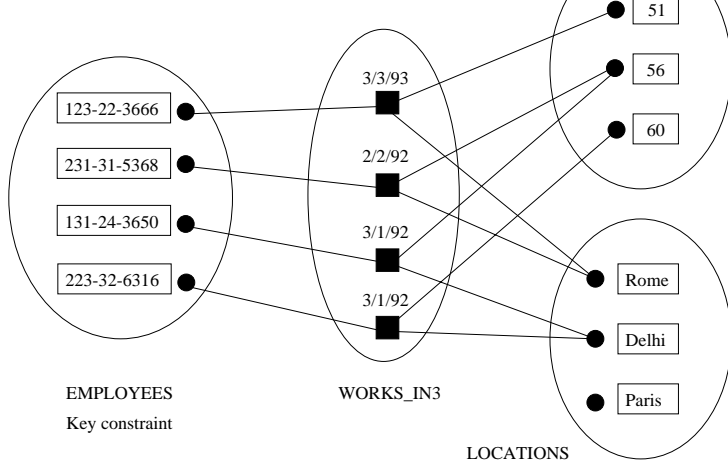 51
56
60
3/3/93
123-22-3666
2/2/92
231-31-5368
131-24-3650
3/1/92
223-32-6316
3/1/92
Rome
Delhi
Paris
EMPLOYEES
WORKS_IN3
Key constraint
LOCATIONS